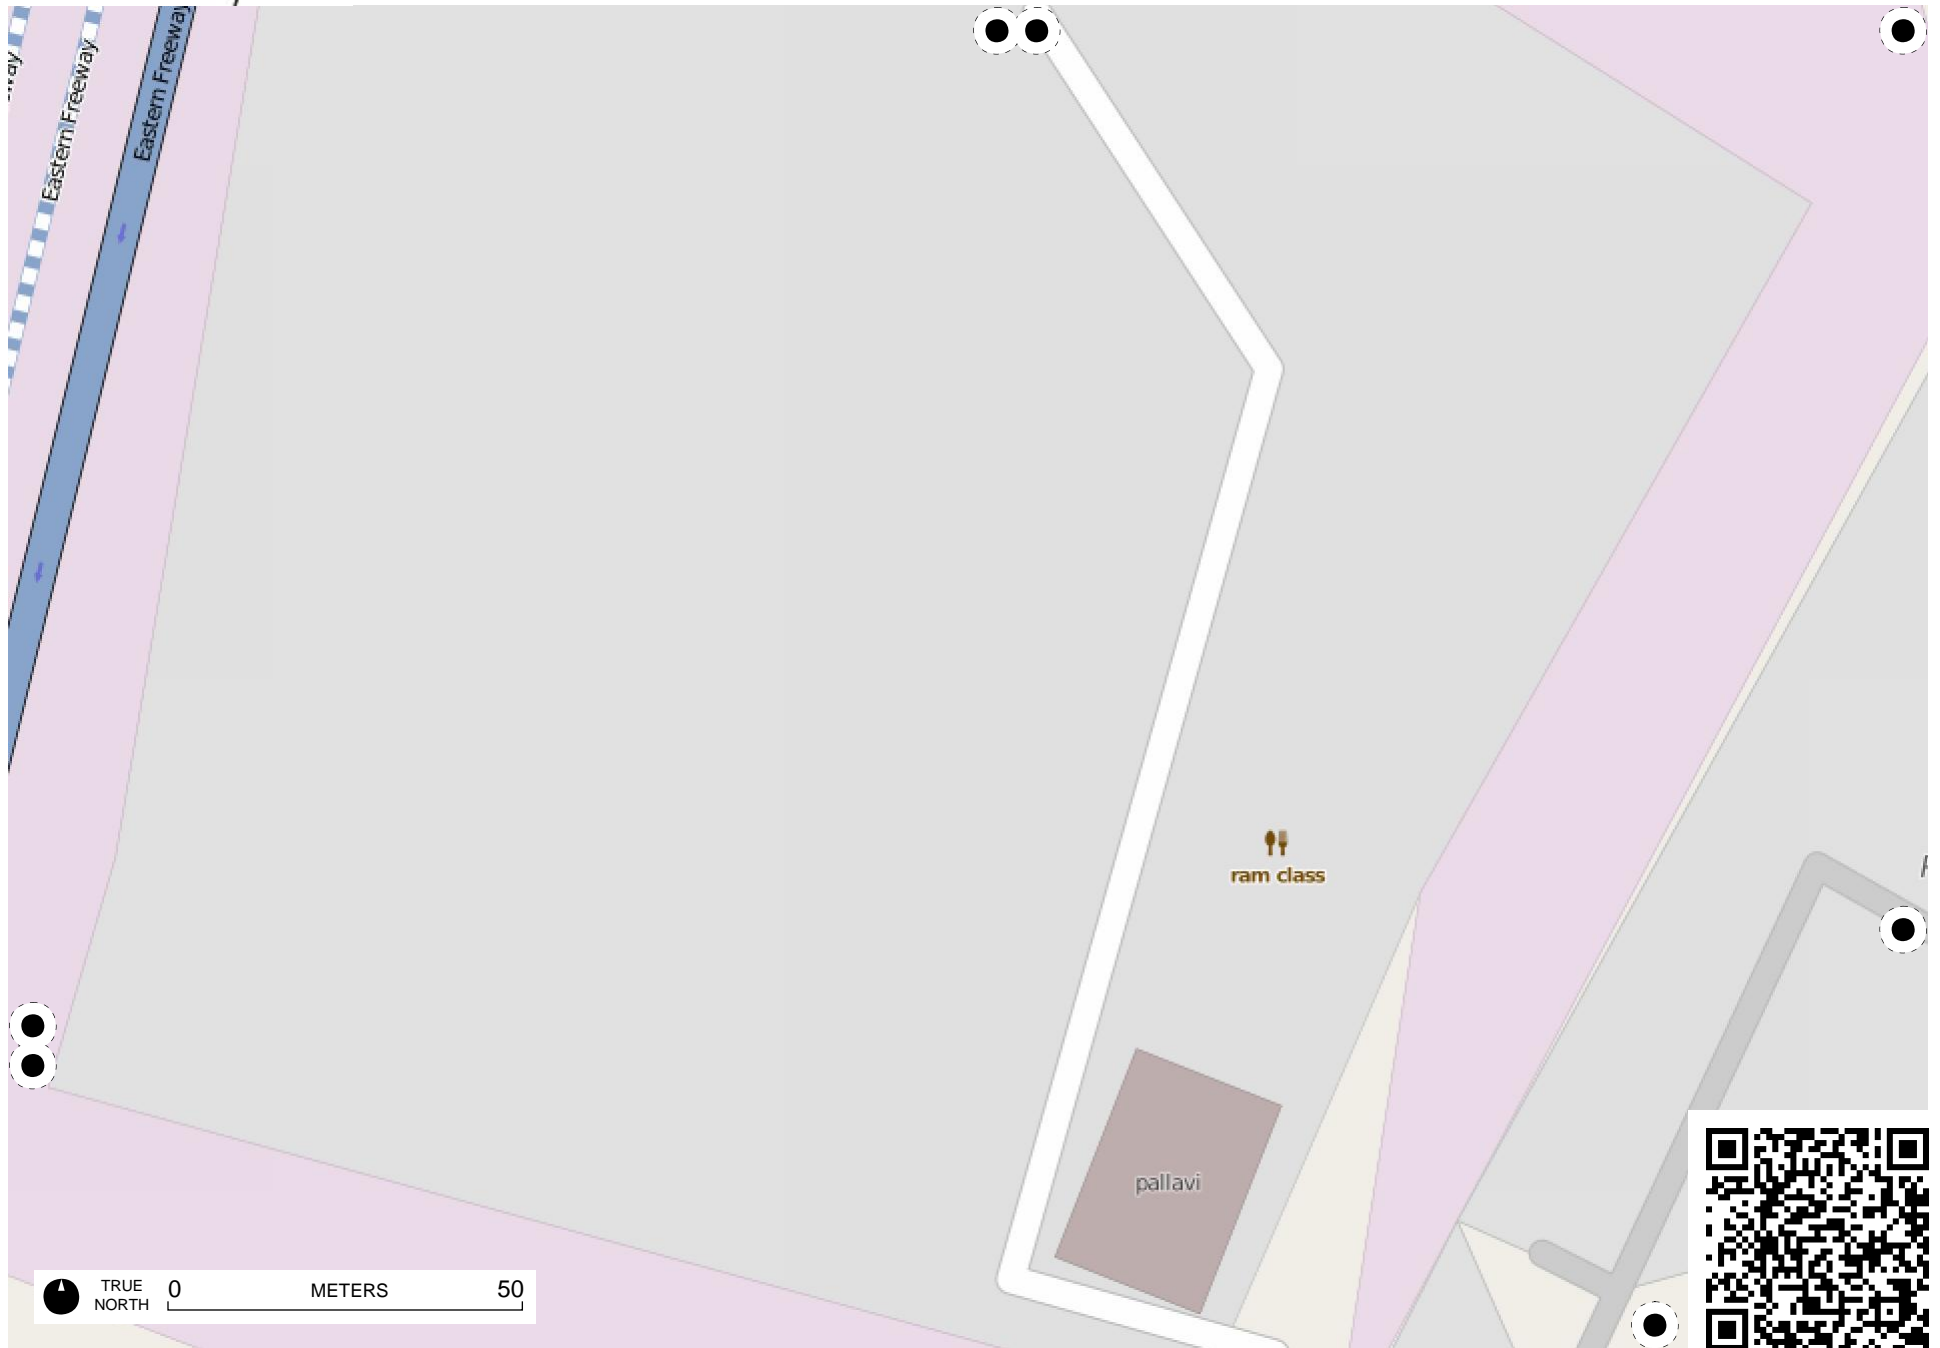 Eastern Freeway
Eastern Freeway
ram class
pallavi
TRUE
NORTH
0
METERS
50